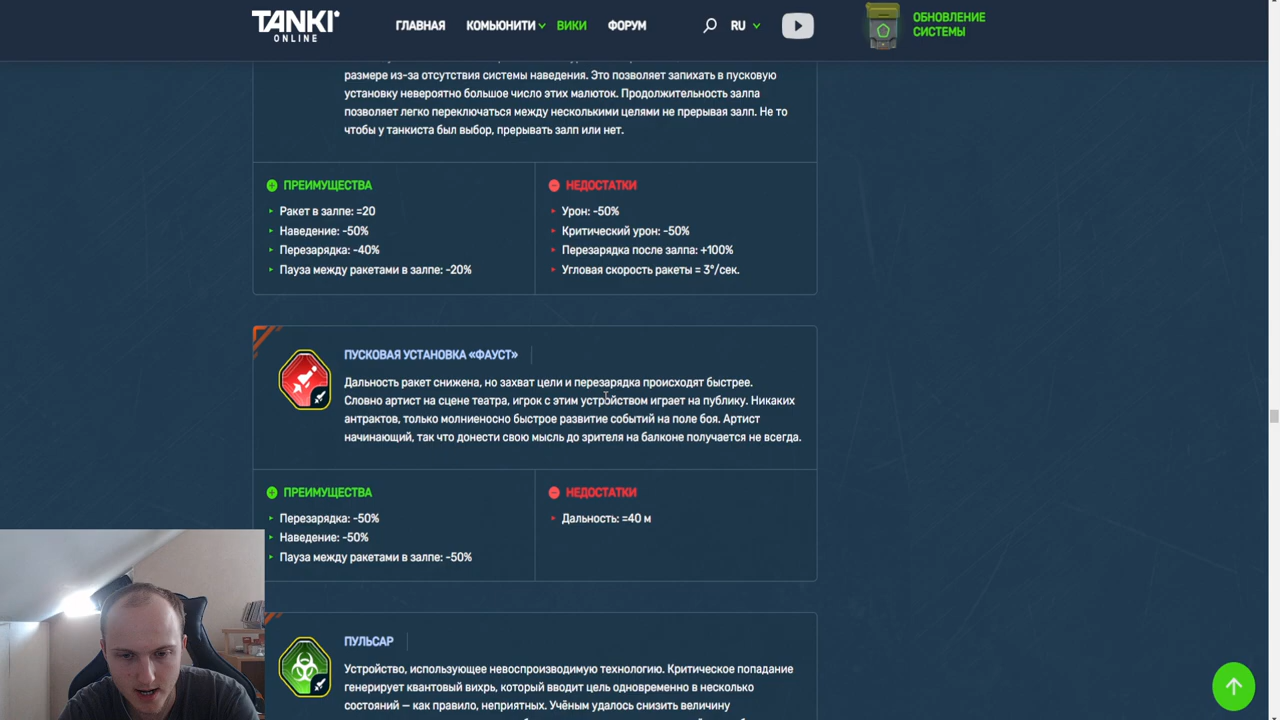 TANKI
ONLINE
ГЛАВНАЯ
КОМЬЮНИТИ
ВИКИ
ФОРУМ
RU
ОБНОВЛЕНИЕ
СИСТЕМЫ
размере из-за отсутствия системы наведения. Это позволяет запихать в пусковую
установку невероятно большое число этих малюток. Продолжительность залпа
позволяет легко переключаться между несколькими целями не прерывая залп. Не то
чтобы у танкиста был выбор, прерывать залп или нет.
ПРЕИМУЩЕСТВА
Ракет в залпе: =20
Наведение: -50%
Перезарядка: -40%
Пауза между ракетами в залпе: -20%
НЕДОСТАТКИ
Урон: -50%
Критический урон: -50%
Перезарядка после залпа: +100%
Угловая скорость ракеты = 3°/сек.
ПУСКОВАЯ УСТАНОВКА «ФАУСТ»
Дальность ракет снижена, но захват цели и перезарядка происходят быстрее.
Словно артист на сцене театра, игрок с этим устройством играет на публику. Никаких
антрактов, только молниеносно быстрое развитие событий на поле боя. Артист
начинающий, так что донести свою мысль до зрителя на балконе получается не всегда.
ПРЕИМУЩЕСТВА
Перезарядка: -50%
Наведение: -50%
Пауза между ракетами в залпе: -50%
НЕДОСТАТКИ
Дальность: =40 м
ПУЛЬСАР
Устройство, использующее невоспроизводимую технологию. Критическое попадание
генерирует квантовый вихрь, который вводит цель одновременно в несколько
состояний — как правило, неприятных. Учёным удалось снизить величину